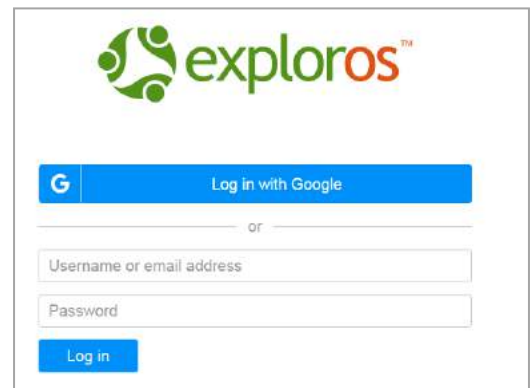 exploros™
G Log in with Google
or
Username or email address
Password
Log in